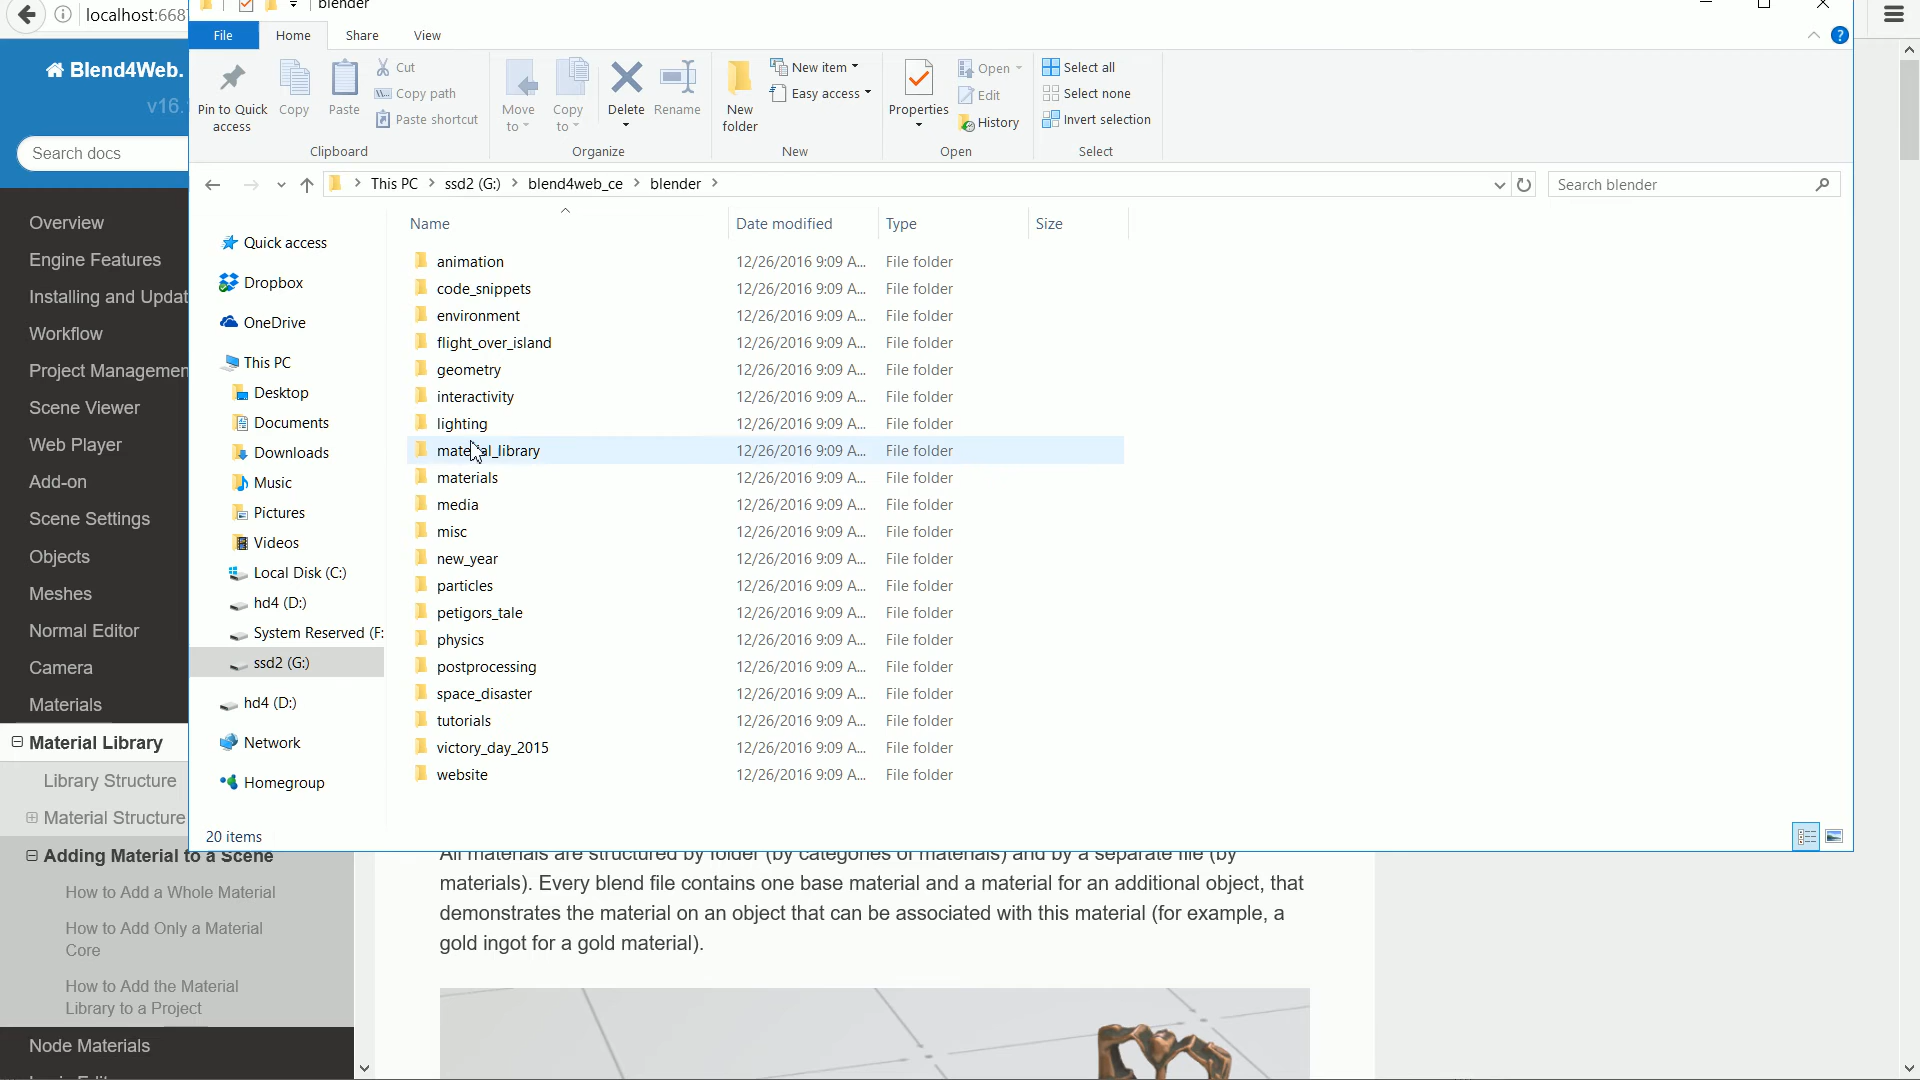 localhost:668
blender
Blend4Web.
v16.
Search docs
File
Home
Share
View
Pin to Quick
access
Copy
Paste
Cut
Copy path
Paste shortcut
Clipboard
Move
to
Copy
to
Delete
Rename
Organize
New
folder
New item
Easy access
New
Properties
Open
Edit
History
Open
Select all
Select none
Invert selection
Select
This PC
ssd2 (G:)
blend4web_ce
blender
Search blender
Overview
Engine Features
Installing and Updat
Workflow
Project Managemen
Scene Viewer
Web Player
Add-on
Scene Settings
Objects
Meshes
Normal Editor
Camera
Materials
Material Library
Library Structure
Material Structure
Adding Material to a Scene
How to Add a Whole Material
How to Add Only a Material
Core
How to Add the Material
Library to a Project
Node Materials
Quick access
Dropbox
OneDrive
This PC
Desktop
Documents
Downloads
Music
Pictures
Videos
Local Disk (C:)
hd4 (D:)
System Reserved (F:
ssd2 (G:)
hd4 (D:)
Network
Homegroup
Name Date modified Type Size
animation 12/26/2016 9:09 A... File folder
code_snippets 12/26/2016 9:09 A... File folder
environment 12/26/2016 9:09 A... File folder
flight_over_island 12/26/2016 9:09 A... File folder
geometry 12/26/2016 9:09 A... File folder
interactivity 12/26/2016 9:09 A... File folder
lighting 12/26/2016 9:09 A... File folder
material_library 12/26/2016 9:09 A... File folder
materials 12/26/2016 9:09 A... File folder
media 12/26/2016 9:09 A... File folder
misc 12/26/2016 9:09 A... File folder
new_year 12/26/2016 9:09 A... File folder
particles 12/26/2016 9:09 A... File folder
petigors_tale 12/26/2016 9:09 A... File folder
physics 12/26/2016 9:09 A... File folder
postprocessing 12/26/2016 9:09 A... File folder
space_disaster 12/26/2016 9:09 A... File folder
tutorials 12/26/2016 9:09 A... File folder
victory_day_2015 12/26/2016 9:09 A... File folder
website 12/26/2016 9:09 A... File folder
20 items
All materials are structured by folder (by categories of materials) and by a separate file (by
materials). Every blend file contains one base material and a material for an additional object, that
demonstrates the material on an object that can be associated with this material (for example, a
gold ingot for a gold material).